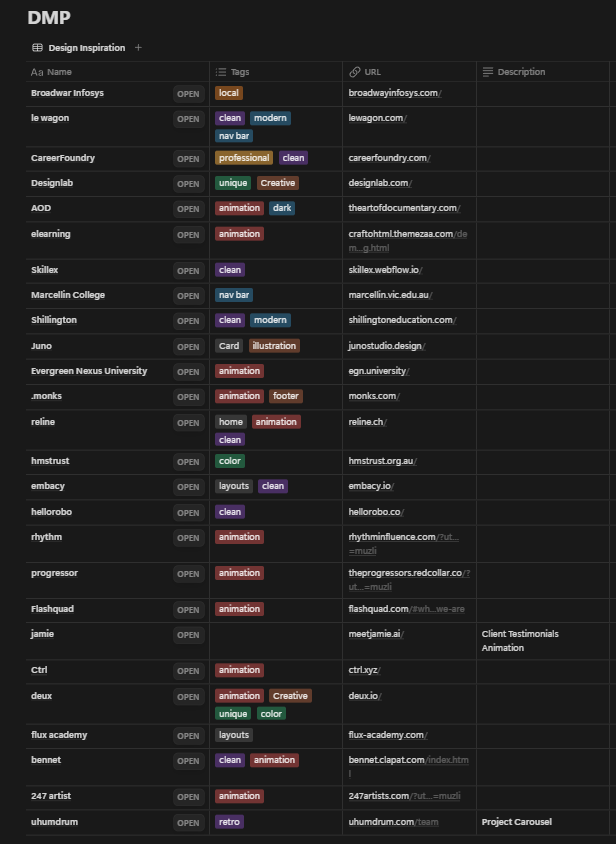 DMP
Design Inspiration +
Aa Name Tags URL Description
Broadwar Infosys OPEN local broadwayinfosys.com/
le wagon OPEN clean modern lewagon.com/
nav bar
CareerFoundry OPEN professional clean careerfoundry.com/
Designlab OPEN unique Creative designlab.com/
AOD OPEN animation dark theartofdocumentary.com/
elearning OPEN animation craftohtml.themezaa.com/de
m...g.html
Skillex OPEN clean skillex.webflow.io/
Marcellin College OPEN nav bar marcellin.vic.edu.au/
Shillington OPEN clean modern shillingtoneducation.com/
Juno OPEN Card illustration junostudio.design/
Evergreen Nexus University OPEN animation egn.university/
.monks OPEN animation footer monks.com/
reline OPEN home animation reline.ch/
clean
hmstrust OPEN color hmstrust.org.au/
embacy OPEN layouts clean embacy.io/
hellorobo OPEN clean hellorobo.co/
rhythm OPEN animation rhythminfluence.com/?ut...
=muzli
progressor OPEN animation theprogressors.redcollar.co/?
ut...=muzli
Flashquad OPEN animation flashquad.com/#wh...we-are
jamie OPEN meetjamie.ai/ Client Testimonials
Animation
Ctrl OPEN animation ctrl.xyz/
deux OPEN animation Creative deux.io/
unique color
flux academy OPEN layouts flux-academy.com/
bennet OPEN clean animation bennet.clapat.com/index.htm
l
247 artist OPEN animation 247artists.com/?ut...=muzli
uhumdrum OPEN retro uhumdrum.com/team Project Carousel